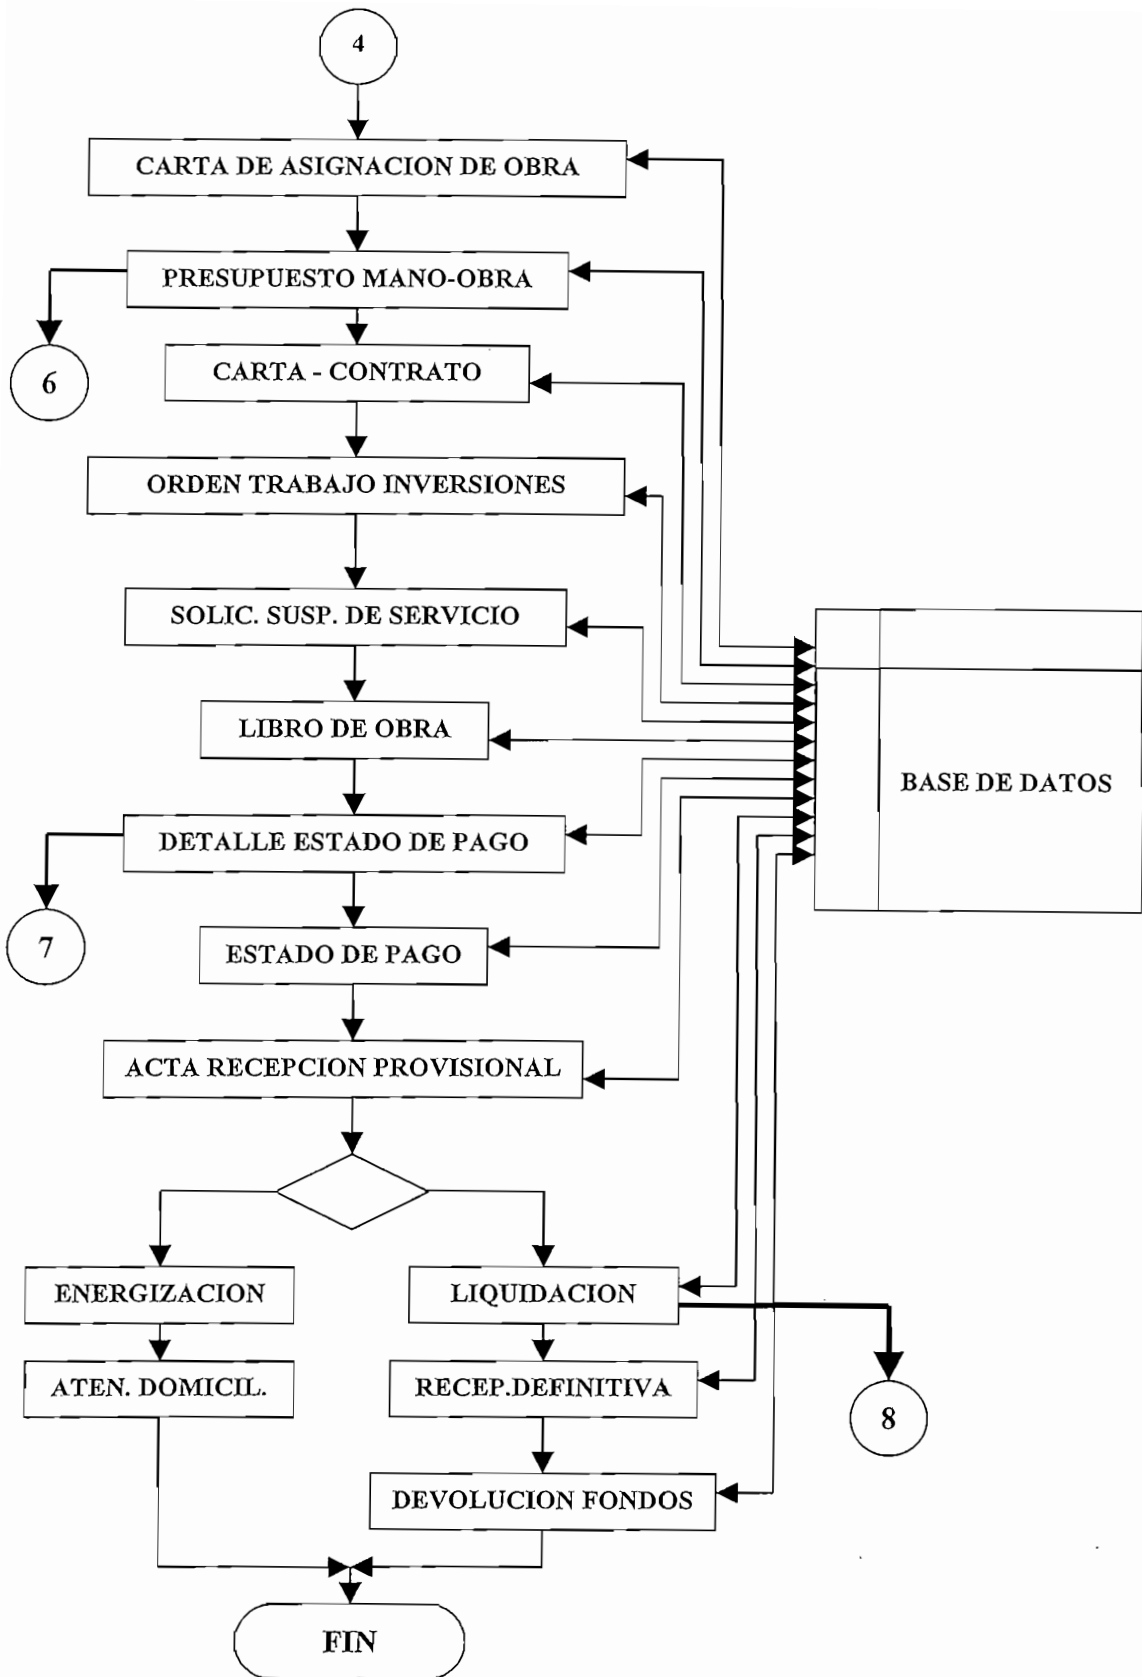 4
CARTA DE ASIGNACION DE OBRA
PRESUPUESTO MANO-OBRA
6
CARTA - CONTRATO
ORDEN TRABAJO INVERSIONES
SOLIC. SUSP. DE SERVICIO
LIBRO DE OBRA
BASE DE DATOS
DETALLE ESTADO DE PAGO
7
ESTADO DE PAGO
ACTA RECEPCION PROVISIONAL
ENERGIZACION
LIQUIDACION
ATEN. DOMICIL.
RECEP.DEFINITIVA
8
DEVOLUCION FONDOS
FIN